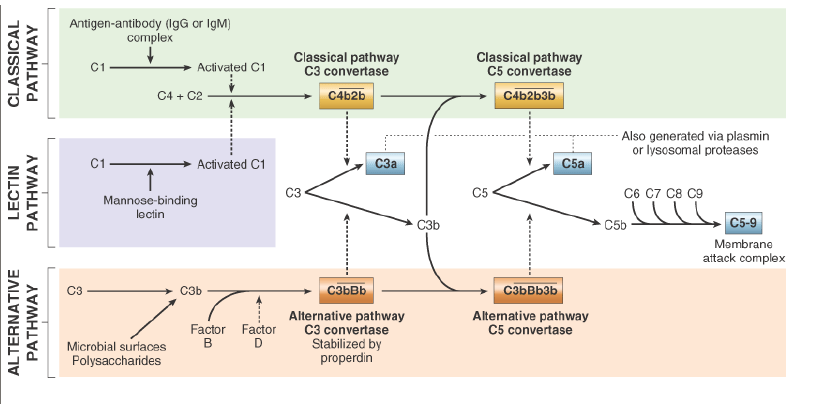 CLASSICAL
PATHWAY
Antigen-antibody (IgG or IgM)
complex
C1
Activated C1
C4 + C2
Classical pathway
C3 convertase
C4b2b
Classical pathway
C5 convertase
C4b2b3b
LECTIN
PATHWAY
C1
Activated C1
Mannose-binding
lectin
C3
C3a
C3b
C5
C5a
C5b
Also generated via plasmin
or lysosomal proteases
C6 C7 C8 C9
C5-9
Membrane
attack complex
ALTERNATIVE
PATHWAY
C3
C3b
Microbial surfaces
Polysaccharides
Factor
B
Factor
D
C3bBb
Alternative pathway
C3 convertase
Stabilized by
properdin
C3bBb3b
Alternative pathway
C5 convertase